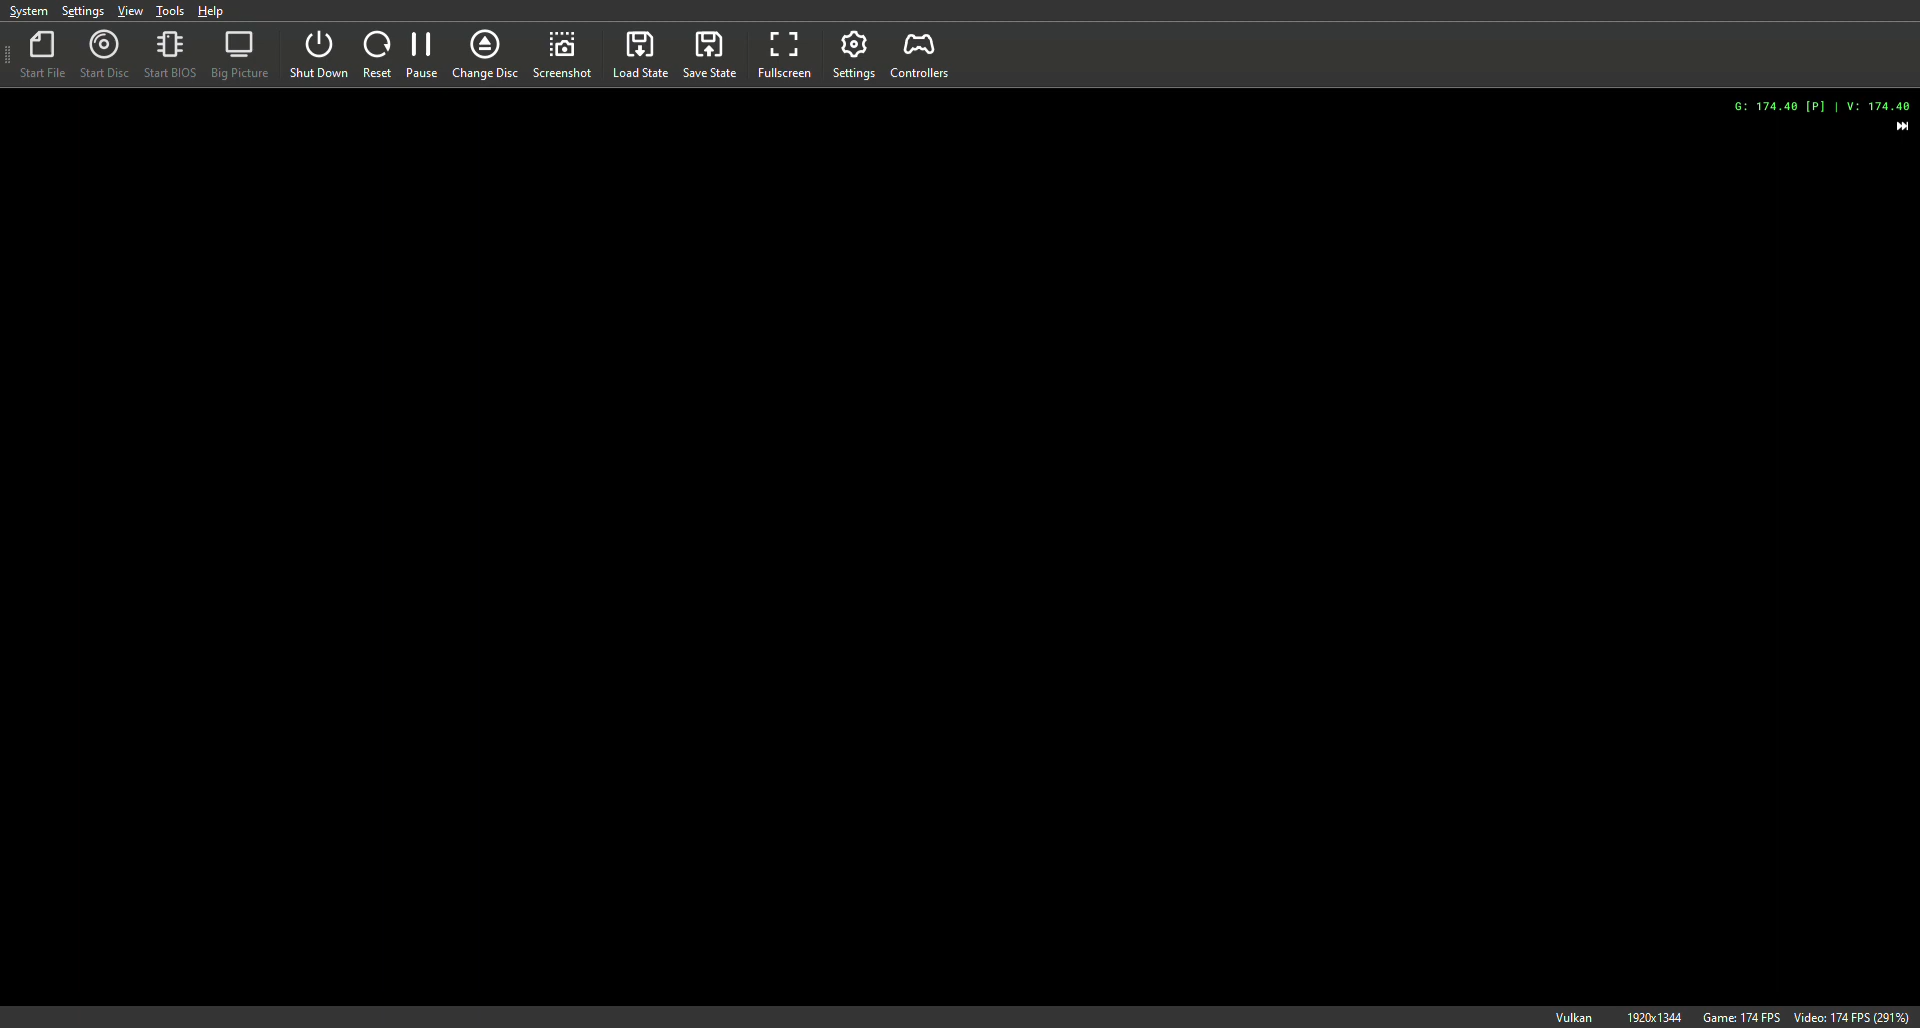 System Settings View Tools Help
Start File Start Disc Start BIOS Big Picture Shut Down Reset Pause Change Disc Screenshot Load State Save State Fullscreen Settings Controllers
G: 174.40 [P] | V: 174.40
Vulkan 1920x1344 Game: 174 FPS Video: 174 FPS (291%)